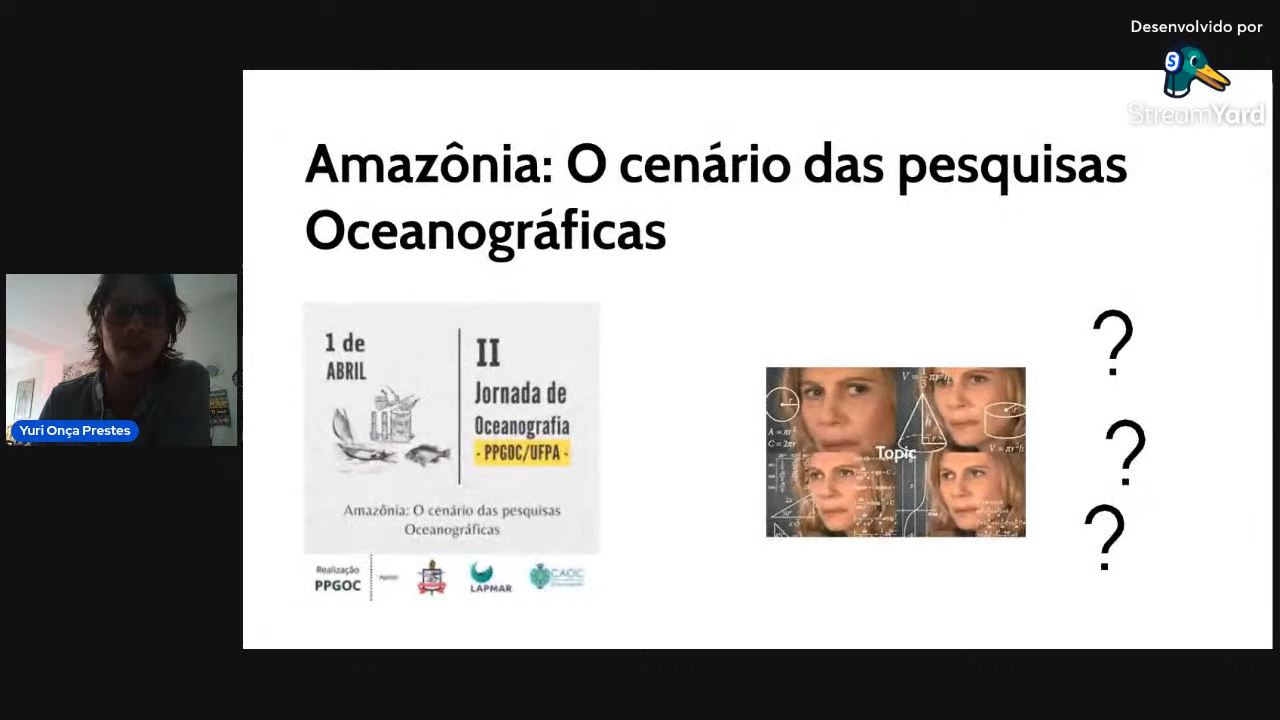 Desenvolvido por
StreamYard
Amazônia: O cenário das pesquisas
Oceanográficas
1 de
ABRIL
II
Jornada de
Oceanografia
- PPGOC/UFPA -
Amazônia: O cenário das pesquisas
Oceanográficas
Realização
PPGOC
Apoio
LAPMAR
CAOC
Topic
?
?
?
Yuri Onça Prestes